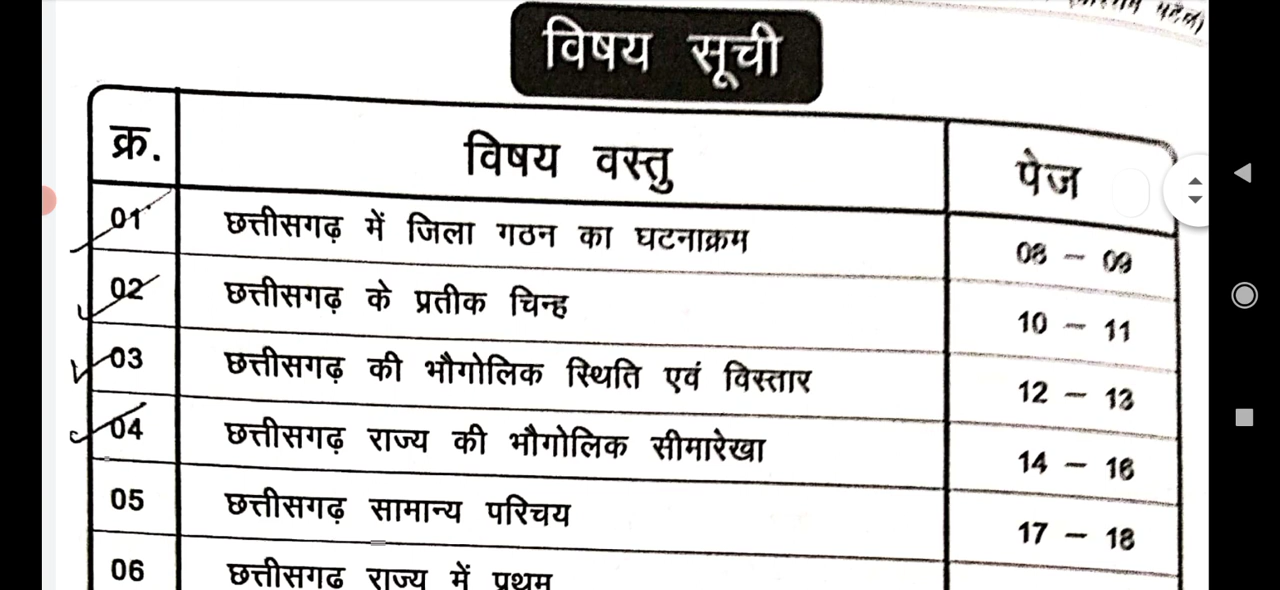 विषय सूची
क्र. विषय वस्तु पेज
01 छत्तीसगढ़ में जिला गठन का घटनाक्रम 08 - 09
02 छत्तीसगढ़ के प्रतीक चिन्ह 10 - 11
03 छत्तीसगढ़ की भौगोलिक स्थिति एवं विस्तार 12 - 13
04 छत्तीसगढ़ राज्य की भौगोलिक सीमारेखा 14 - 16
05 छत्तीसगढ़ सामान्य परिचय 17 - 18
06 छत्तीसगढ़ राज्य में प्रथम